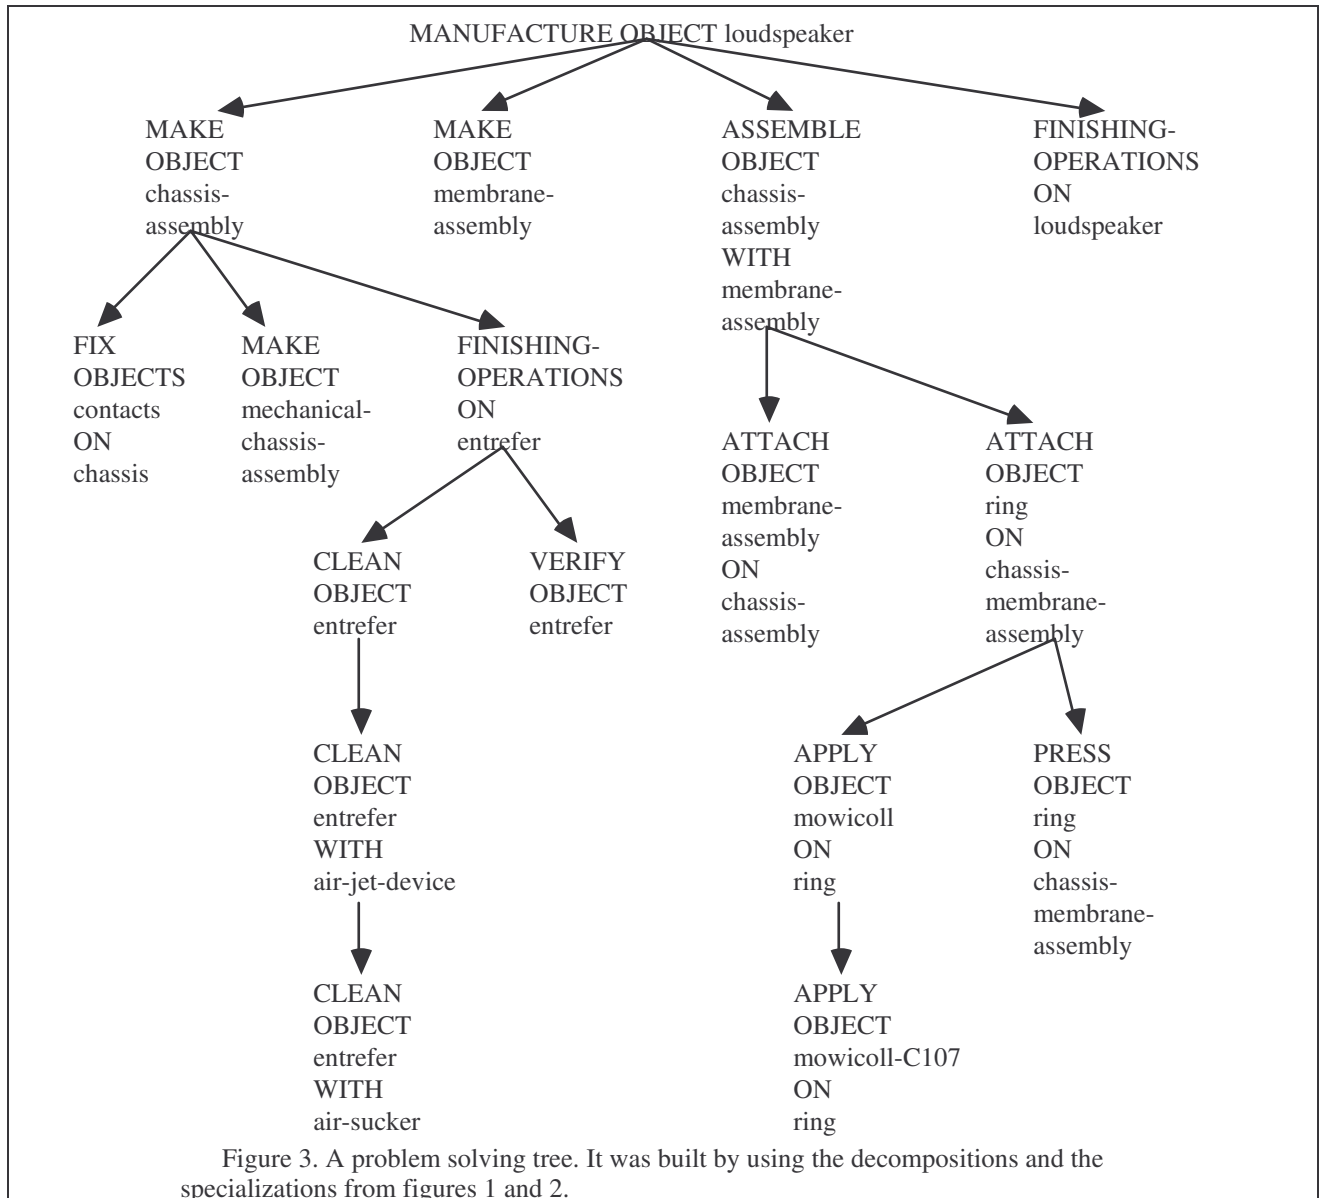 MANUFACTURE OBJECT loudspeaker
MAKE
OBJECT
chassis-
assembly
MAKE
OBJECT
membrane-
assembly
ASSEMBLE
OBJECT
chassis-
assembly
WITH
membrane-
assembly
FINISHING-
OPERATIONS
ON
loudspeaker
FIX
OBJECTS
contacts
ON
chassis
MAKE
OBJECT
mechanical-
chassis-
assembly
FINISHING-
OPERATIONS
ON
entrefer
ATTACH
OBJECT
membrane-
assembly
ON
chassis-
assembly
ATTACH
OBJECT
ring
ON
chassis-
membrane-
assembly
CLEAN
OBJECT
entrefer
VERIFY
OBJECT
entrefer
CLEAN
OBJECT
entrefer
WITH
air-jet-device
APPLY
OBJECT
mowicoll
ON
ring
PRESS
OBJECT
ring
ON
chassis-
membrane-
assembly
CLEAN
OBJECT
entrefer
WITH
air-sucker
APPLY
OBJECT
mowicoll-C107
ON
ring
Figure 3. A problem solving tree. It was built by using the decompositions and the
specializations from figures 1 and 2.